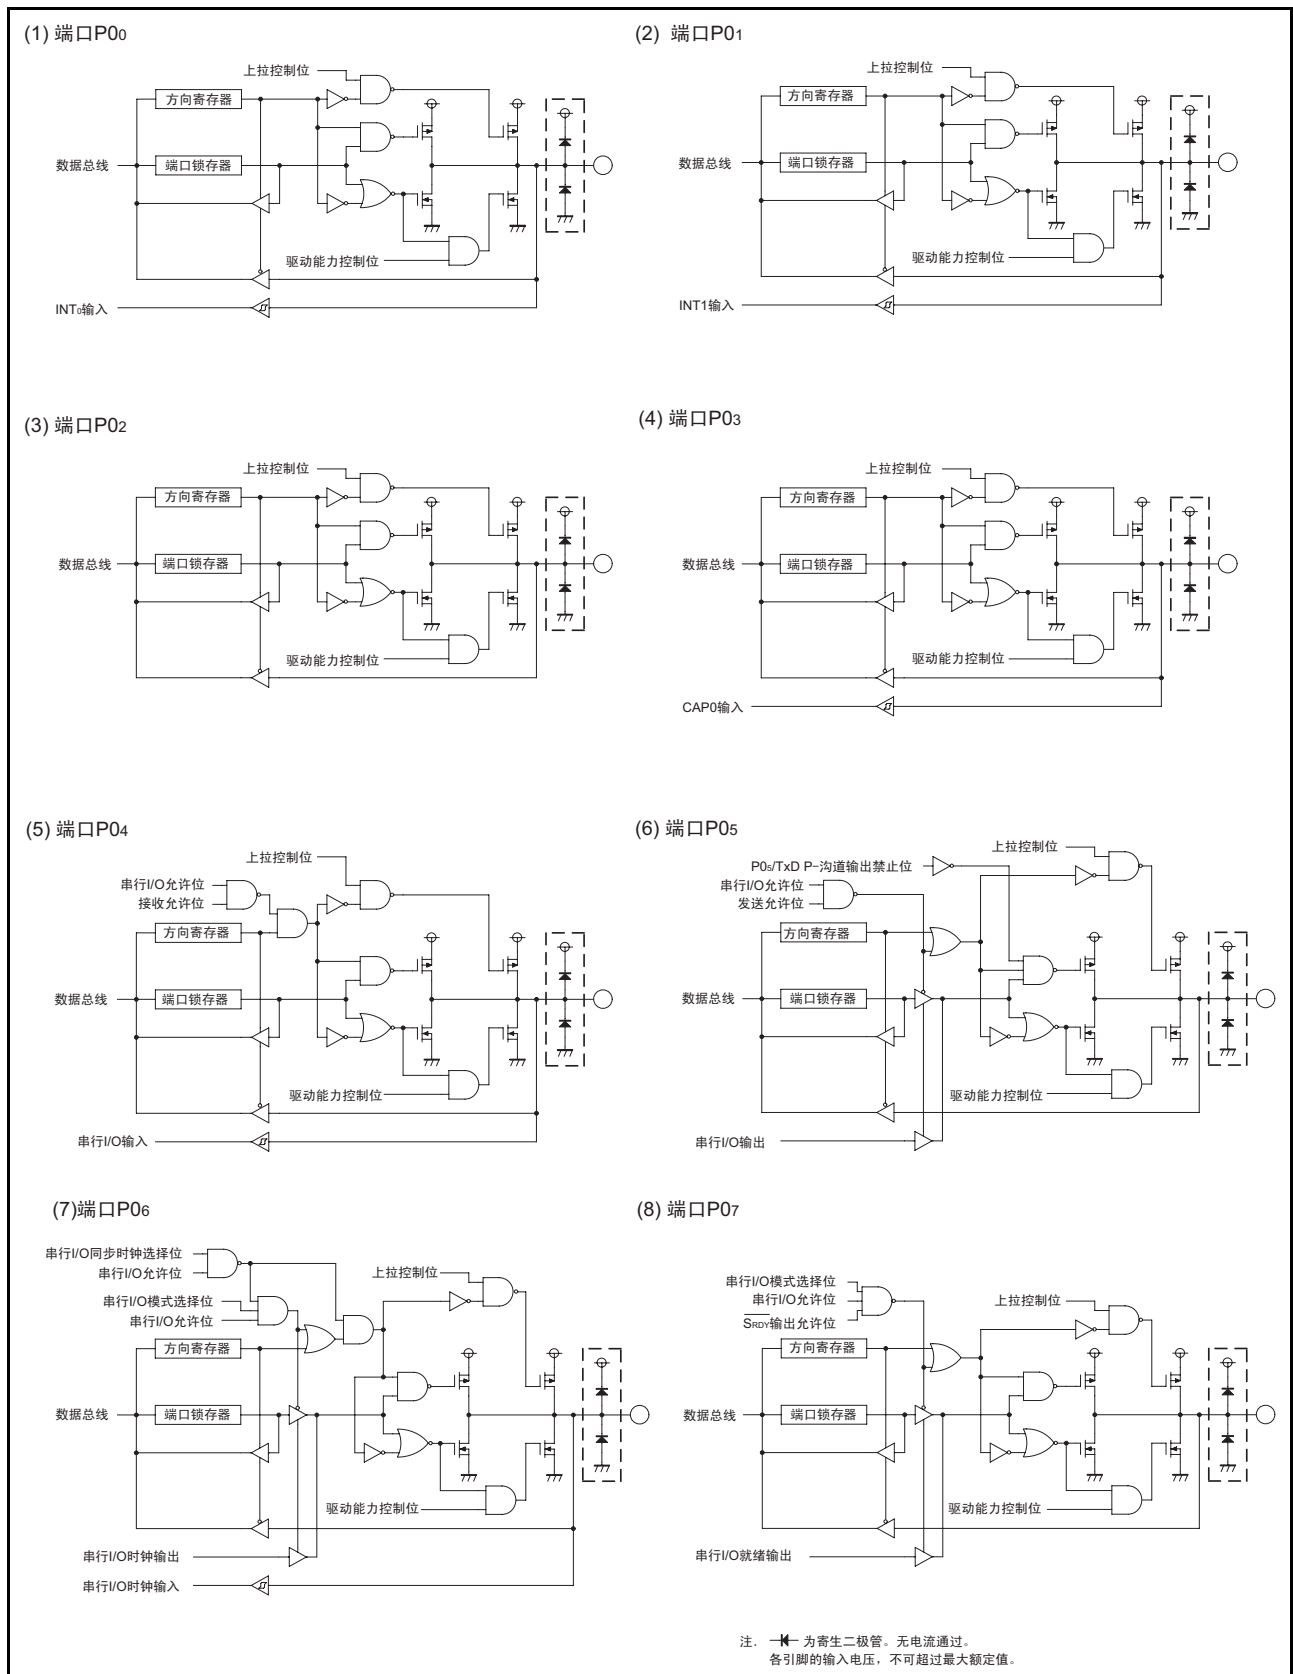 (1) 端口P00
上拉控制位
方向寄存器
数据总线
端口锁存器
驱动能力控制位
INT0输入
(2) 端口P01
上拉控制位
方向寄存器
数据总线
端口锁存器
驱动能力控制位
INT1输入
(3) 端口P02
上拉控制位
方向寄存器
数据总线
端口锁存器
驱动能力控制位
(4) 端口P03
上拉控制位
方向寄存器
数据总线
端口锁存器
驱动能力控制位
CAP0输入
(5) 端口P04
上拉控制位
串行I/O允许位
接收允许位
方向寄存器
数据总线
端口锁存器
驱动能力控制位
串行I/O输入
(6) 端口P05
上拉控制位
P05/TxD P-沟道输出禁止位
串行I/O允许位
发送允许位
方向寄存器
数据总线
端口锁存器
驱动能力控制位
串行I/O输出
(7)端口P06
串行I/O同步时钟选择位
串行I/O允许位
上拉控制位
串行I/O模式选择位
串行I/O允许位
方向寄存器
数据总线
端口锁存器
驱动能力控制位
串行I/O时钟输出
串行I/O时钟输入
(8) 端口P07
串行I/O模式选择位
串行I/O允许位
上拉控制位
SRDY输出允许位
方向寄存器
数据总线
端口锁存器
驱动能力控制位
串行I/O就绪输出
注. 为寄生二极管。无电流通过。
各引脚的输入电压，不可超过最大额定值。